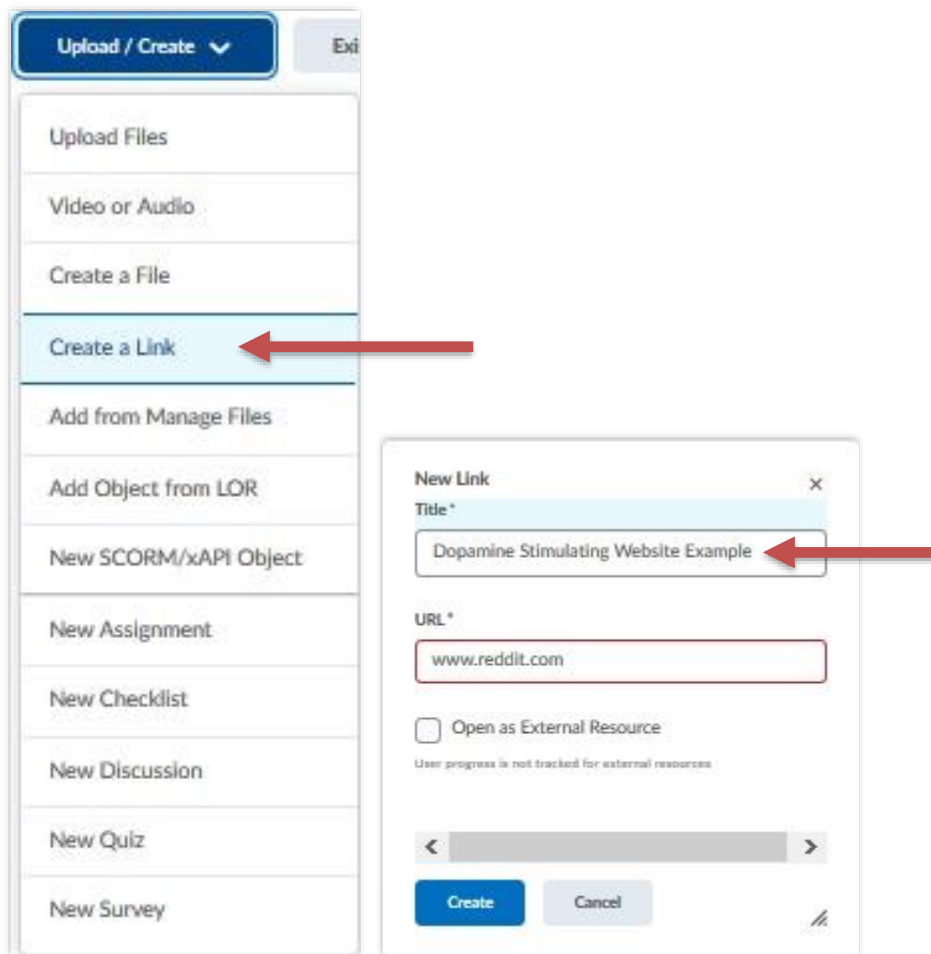 Upload / Create
Exi
Upload Files
Video or Audio
Create a File
Create a Link
Add from Manage Files
Add Object from LOR
New SCORM/xAPI Object
New Assignment
New Checklist
New Discussion
New Quiz
New Survey
New Link
Title *
Dopamine Stimulating Website Example
URL *
www.reddit.com
Open as External Resource
User progress is not tracked for external resources
Create Cancel